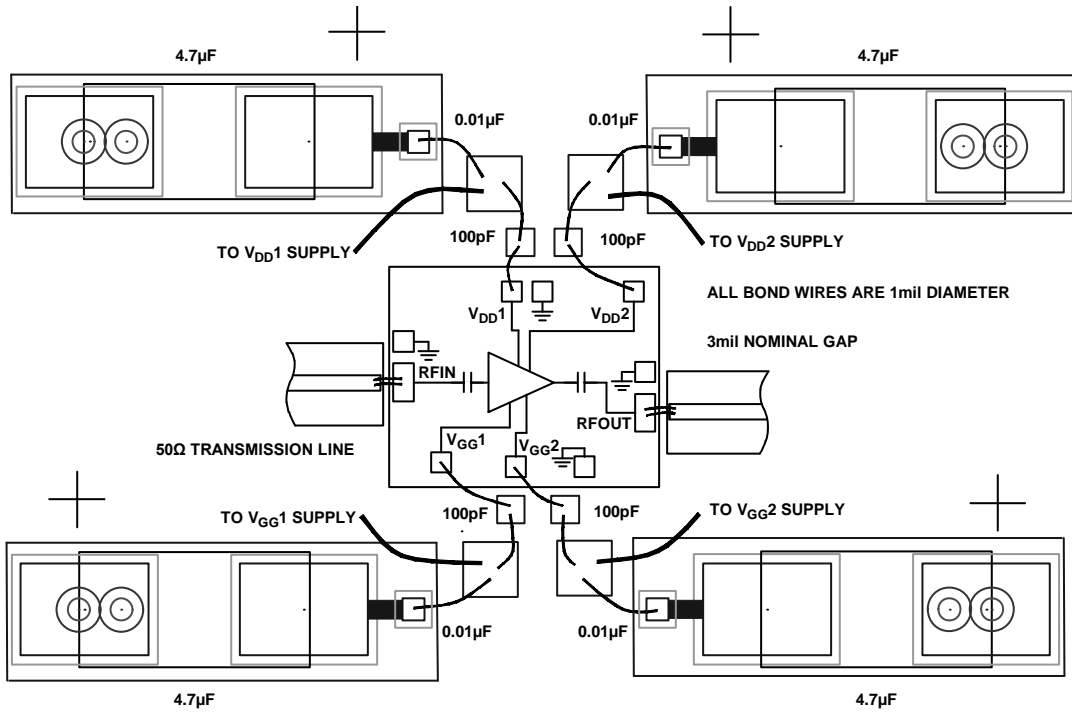 4.7µF
4.7µF
0.01µF
0.01µF
TO VDD1 SUPPLY
100pF
100pF
TO VDD2 SUPPLY
ALL BOND WIRES ARE 1mil DIAMETER
VDD1
VDD2
3mil NOMINAL GAP
RFIN
RFOUT
50Ω TRANSMISSION LINE
VGG1
VGG2
TO VGG1 SUPPLY
100pF
100pF
TO VGG2 SUPPLY
0.01µF
0.01µF
4.7µF
4.7µF